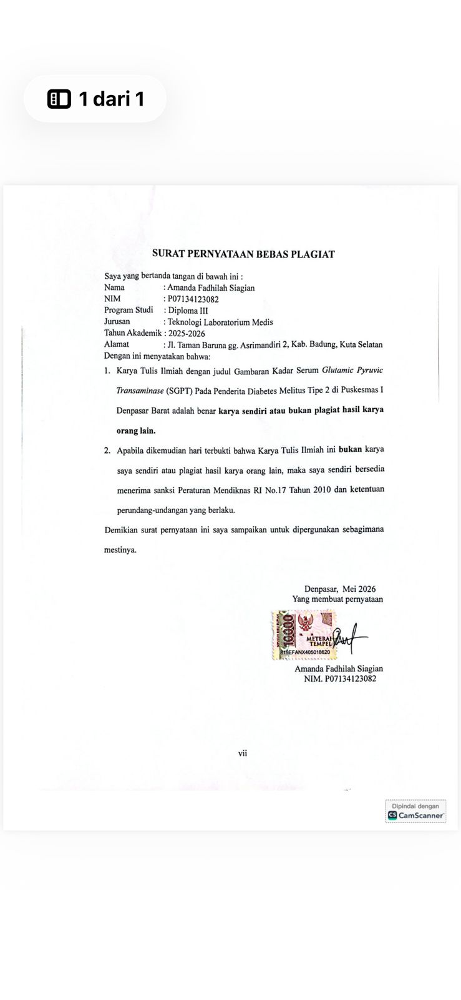 1 dari 1
SURAT PERNYATAAN BEBAS PLAGIAT
Saya yang bertanda tangan di bawah ini :
Nama : Amanda Fadhilah Siagian
NIM : P07134123082
Program Studi : Diploma III
Jurusan : Teknologi Laboratorium Medis
Tahun Akademik : 2025-2026
Alamat : Jl. Taman Baruna gg. Asrimandiri 2, Kab. Badung, Kuta Selatan
Dengan ini menyatakan bahwa:
1. Karya Tulis Ilmiah dengan judul Gambaran Kadar Serum Glutamic Pyruvic
Transaminase (SGPT) Pada Penderita Diabetes Melitus Tipe 2 di Puskesmas I
Denpasar Barat adalah benar karya sendiri atau bukan plagiat hasil karya
orang lain.
2. Apabila dikemudian hari terbukti bahwa Karya Tulis Ilmiah ini bukan karya
saya sendiri atau plagiat hasil karya orang lain, maka saya sendiri bersedia
menerima sanksi Peraturan Mendiknas RI No.17 Tahun 2010 dan ketentuan
perundang-undangan yang berlaku.
Demikian surat pernyataan ini saya sampaikan untuk dipergunakan sebagimana
mestinya.
Denpasar, Mei 2026
Yang membuat pernyataan
10000
METERAI
TEMPEL
819EFANX405018620
Amanda Fadhilah Siagian
NIM. P07134123082
vii
Dipindai dengan
CS CamScanner